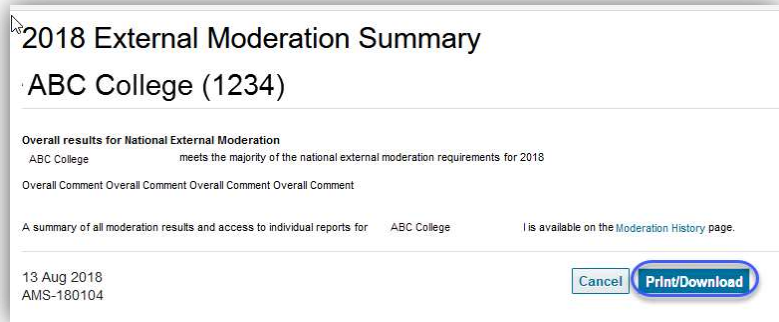 2018 External Moderation Summary
ABC College (1234)
Overall results for National External Moderation
ABC College meets the majority of the national external moderation requirements for 2018
Overall Comment Overall Comment Overall Comment Overall Comment
A summary of all moderation results and access to individual reports for ABC College l is available on the Moderation History page.
13 Aug 2018
AMS-180104
Cancel Print/Download